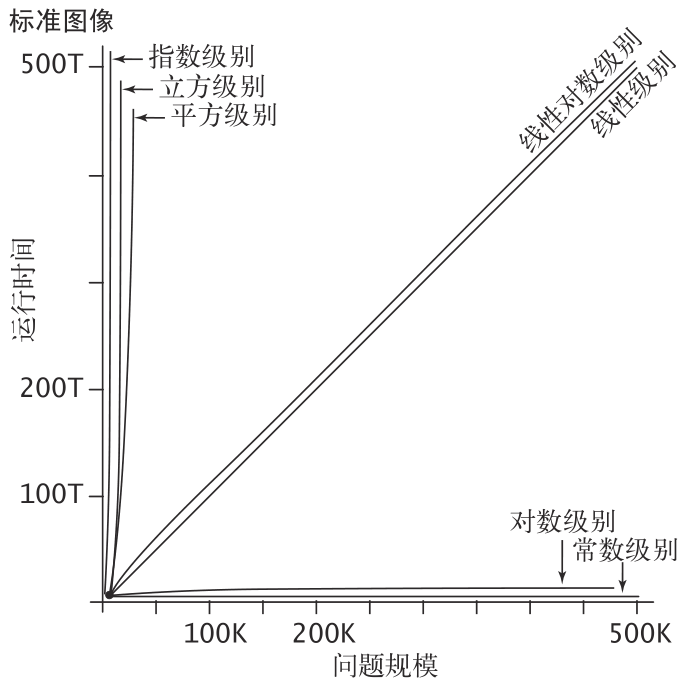 标准图像
500T
指数级别
立方级别
平方级别
线性对数级别
线性级别
运行时间
200T
100T
对数级别
常数级别
100K
200K
500K
问题规模